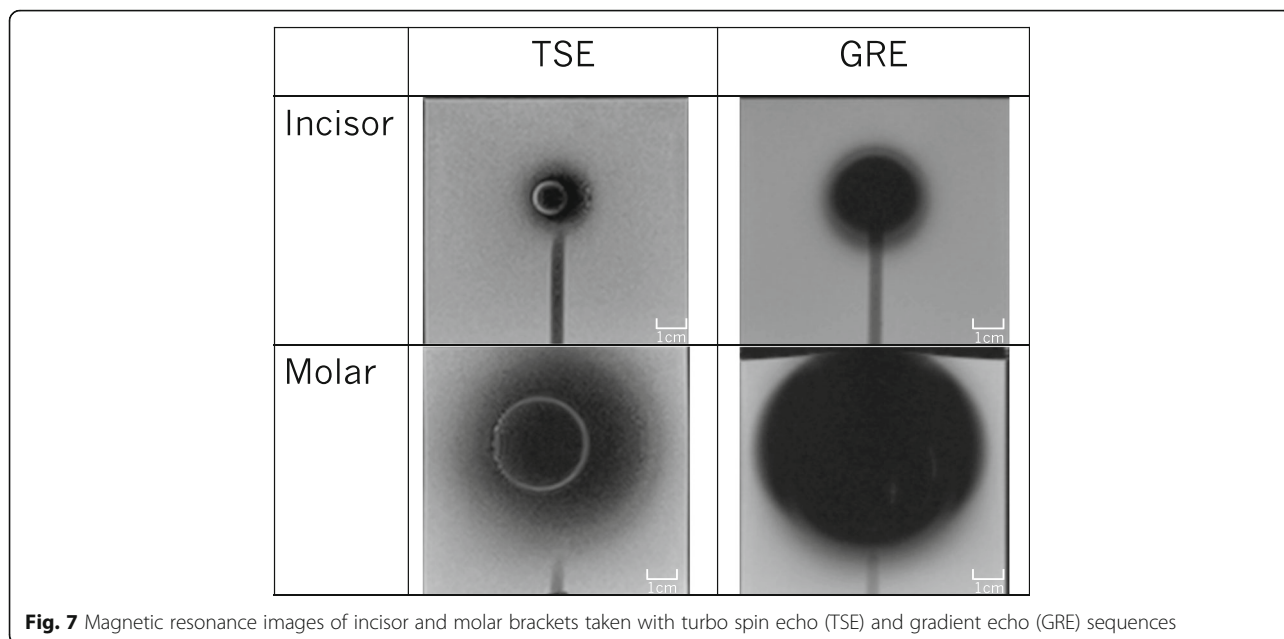 TSE GRE
Incisor
1cm 1cm
Molar
1cm 1cm
Fig. 7 Magnetic resonance images of incisor and molar brackets taken with turbo spin echo (TSE) and gradient echo (GRE) sequences